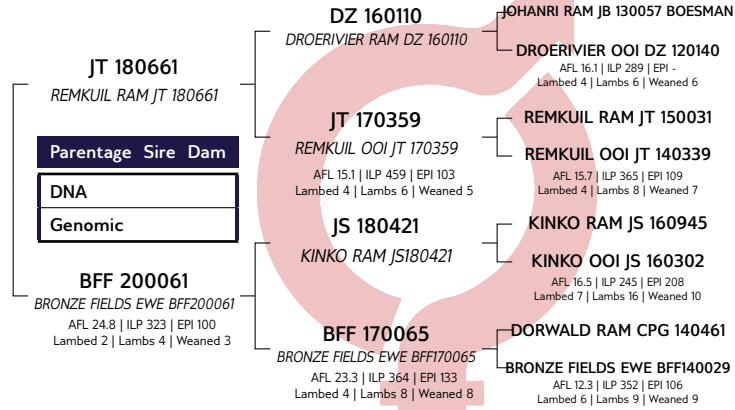 JT 180661
REMKUIL RAM JT 180661
Parentage Sire Dam
DNA
Genomic
BFF 200061
BRONZE FIELDS EWE BFF200061
AFL 24.8 | ILP 323 | EPI 100
Lambed 2 | Lambs 4 | Weaned 3
DZ 160110
DROERIVIER RAM DZ 160110
JT 170359
REMKUIL OOI JT 170359
AFL 15.1 | ILP 459 | EPI 103
Lambed 4 | Lambs 6 | Weaned 5
JS 180421
KINKO RAM JS180421
BFF 170065
BRONZE FIELDS EWE BFF170065
AFL 23.3 | ILP 364 | EPI 133
Lambed 4 | Lambs 8 | Weaned 8
JOHANRI RAM JB 130057 BOESMAN
DROERIVIER OOI DZ 120140
AFL 16.1 | ILP 289 | EPI -
Lambed 4 | Lambs 6 | Weaned 6
REMKUIL RAM JT 150031
REMKUIL OOI JT 140339
AFL 15.7 | ILP 365 | EPI 109
Lambed 4 | Lambs 8 | Weaned 7
KINKO RAM JS 160945
KINKO OOI JS 160302
AFL 16.5 | ILP 245 | EPI 208
Lambed 7 | Lambs 16 | Weaned 10
DORWALD RAM CPG 140461
BRONZE FIELDS EWE BFF140029
AFL 12.3 | ILP 352 | EPI 106
Lambed 6 | Lambs 9 | Weaned 9